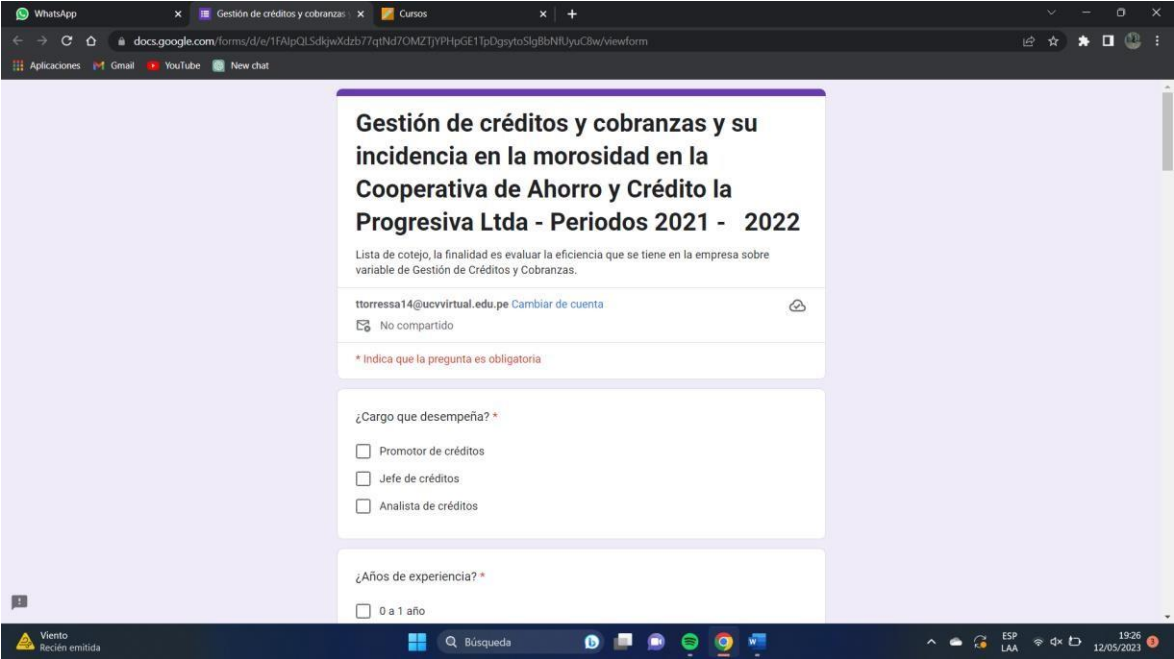 WhatsApp
Gestión de créditos y cobranzas
Cursos
docs.google.com/forms/d/e/
/viewform
Aplicaciones
Gmail
YouTube
New chat
Gestión de créditos y cobranzas y su
incidencia en la morosidad en la
Cooperativa de Ahorro y Crédito la
Progresiva Ltda - Periodos 2021 - 2022
Lista de cotejo, la finalidad es evaluar la eficiencia que se tiene en la empresa sobre
variable de Gestión de Créditos y Cobranzas.
ttorressa14@ucvvirtual.edu.pe Cambiar de cuenta
No compartido
* Indica que la pregunta es obligatoria
¿Cargo que desempeña? *
Promotor de créditos
Jefe de créditos
Analista de créditos
¿Años de experiencia? *
0 a 1 año
Viento
Recién emitida
Búsqueda
ESP
LAA
19:26
12/05/2023